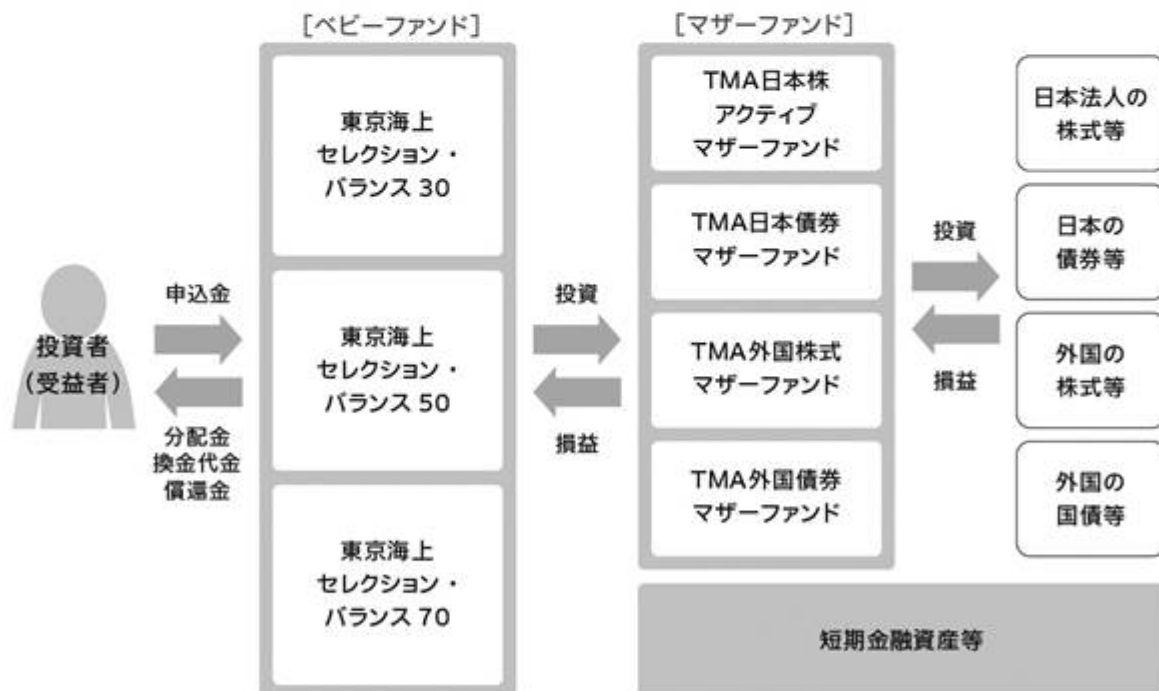 [ベビーファンド]
[マザーファンド]
投資者
(受益者)
申込金
分配金
換金代金
償還金
東京海上
セレクション・
バランス 30
東京海上
セレクション・
バランス 50
東京海上
セレクション・
バランス 70
投資
損益
TMA日本株
アクティブ
マザーファンド
TMA日本債券
マザーファンド
TMA外国株式
マザーファンド
TMA外国債券
マザーファンド
投資
損益
日本法人の
株式等
日本の
債券等
外国の
株式等
外国の
国債等
短期金融資産等